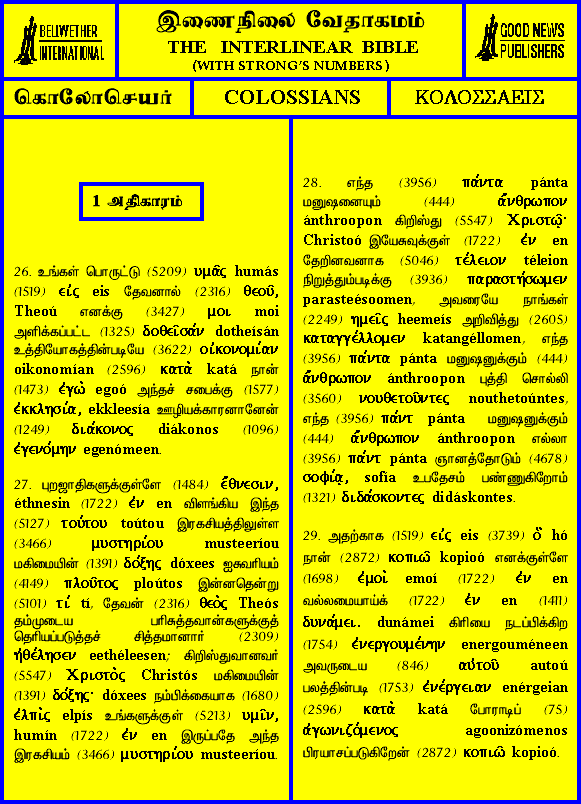 BELLWETHER
INTERNATIONAL
இணைநிலை வேதாகமம்
THE INTERLINEAR BIBLE
(WITH STRONG'S NUMBERS)
GOOD NEWS
PUBLISHERS
கொலோசெயர்
COLOSSIANS
ΚΟΛΟΣΣΑΕΙΣ
1 அதிகாரம்
26. உங்கள் பொருட்டு (5209) υμᾶς humás
(1519) εἰς eis தேவனால் (2316) θεοῦ,
Theoú எனக்கு (3427) μοι moi
அளிக்கப்பட்ட (1325) δοθεῖσάν dotheísán
உத்தியோகத்தின்படியே (3622) οἰκονομίαν
oikonomían (2596) κατὰ katá நான்
(1473) ἐγὼ egoó அந்தச் சபைக்கு (1577)
ἐκκλησία, ekkleesía ஊழியக்காரனானேன்
(1249) διάκονος diákonos (1096)
ἐγενόμην egenómeen.
27. புறஜாதிகளுக்குள்ளே (1484) ἔθνεσιν,
éthnesin (1722) ἐν en விளங்கிய இந்த
(5127) τούτου toútou இரகசியத்திலுள்ள
(3466) μυστηρίου musteeríou
மகிமையின் (1391) δόξης dóxees ஐசுவரியம்
(4149) πλοῦτος ploútos இன்னதென்று
(5101) τί tí, தேவன் (2316) θεὸς Theós
தம்முடைய பரிசுத்தவான்களுக்குத்
தெரியப்படுத்தச் சித்தமானார் (2309)
ἠθέλησεν eethéleesen; கிறிஸ்துவானவர்
(5547) Χριστὸς Christós மகிமையின்
(1391) δόξης· dóxees நம்பிக்கையாக (1680)
ἐλπὶς elpís உங்களுக்குள் (5213) υμῖν,
humín (1722) ἐν en இருப்பதே அந்த
இரகசியம் (3466) μυστηρίου musteeríou.
28. எந்த (3956) πάντα pánta
மனுஷனையும் (444) ἄνθρωπον
ánthroopon கிறிஸ்து (5547) Χριστῷ·
Christoó இயேசுவுக்குள் (1722) ἐν en
தேறினவனாக (5046) τέλειον téleion
நிறுத்தும்படிக்கு (3936) παραστήσωμεν
parasteésoomen, அவரையே நாங்கள்
(2249) ημεῖς heemeís அறிவித்து (2605)
καταγγέλλομεν katangéllomen, எந்த
(3956) πάντα pánta மனுஷனுக்கும் (444)
ἄνθρωπον ánthroopon புத்தி சொல்லி
(3560) νουθετοῦντες nouthetoúntes,
எந்த (3956) πάντ pánta மனுஷனுக்கும்
(444) ἄνθρωπον ánthroopon எல்லா
(3956) πάντ pánta ஞானத்தோடும் (4678)
σοφίᾳ, sofía உபதேசம் பண்ணுகிறோம்
(1321) διδάσκοντες didáskontes.
29. அதற்காக (1519) εἰς eis (3739) ὃ hó
நான் (2872) κοπιῶ kopioó எனக்குள்ளே
(1698) ἐμοὶ emoí (1722) ἐν en
வல்லமையாய்க் (1722) ἐν en (1411)
δυνάμει. dunámei கிரியை நடப்பிக்கிற
(1754) ἐνεργουμένην energouméneen
அவருடைய (846) αὐτοῦ autoú
பலத்தின்படி (1753) ἐνέργειαν enérgeian
(2596) κατὰ katá போராடிப் (75)
ἀγωνιζόμενος agoonizómenos
பிரயாசப்படுகிறேன் (2872) κοπιῶ kopioó.